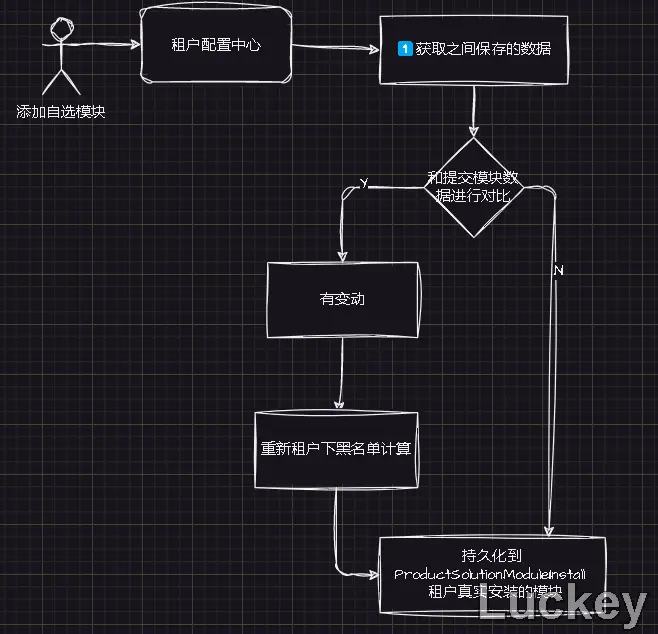 添加自选模块
租户配置中心
1 获取之间保存的数据
和提交模块数
据进行对比
Y
N
有变动
重新租户下黑名单计算
持久化到
ProductSolutionModuleInstall
租户真实安装的模块
Luckey